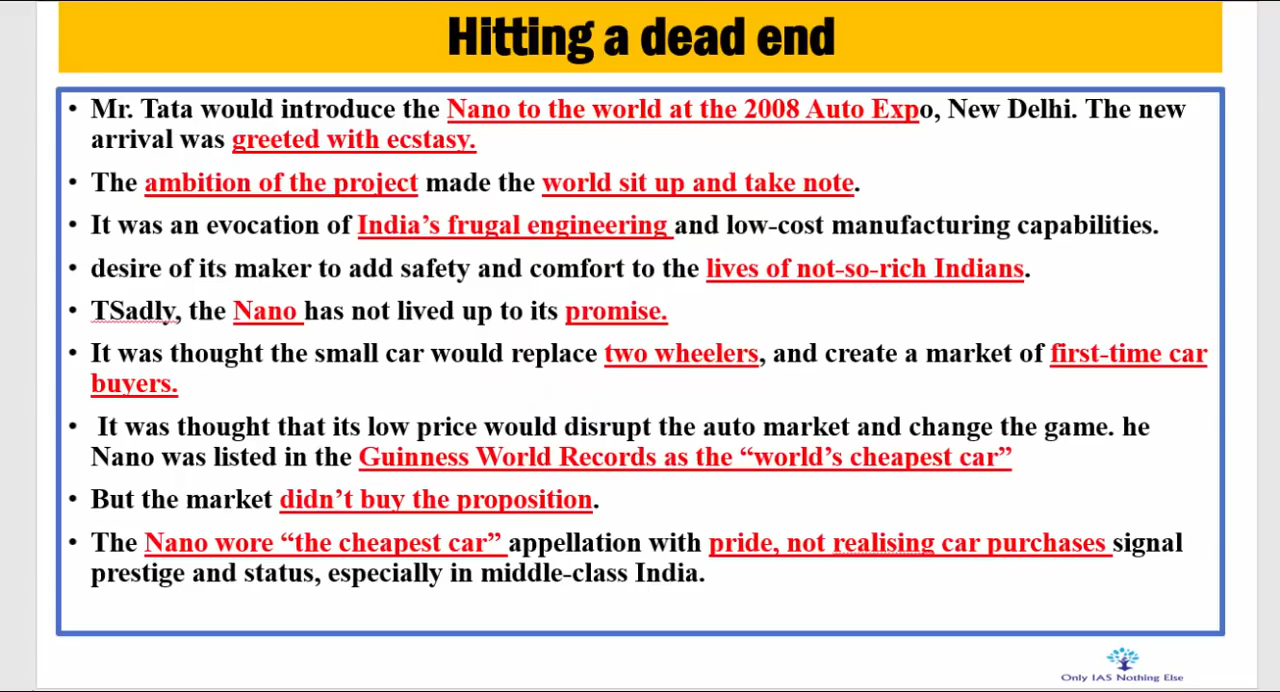 Hitting a dead end
• Mr. Tata would introduce the Nano to the world at the 2008 Auto Expo, New Delhi. The new
arrival was greeted with ecstasy.
• The ambition of the project made the world sit up and take note.
• It was an evocation of India’s frugal engineering and low-cost manufacturing capabilities.
• desire of its maker to add safety and comfort to the lives of not-so-rich Indians.
• TSadly, the Nano has not lived up to its promise.
• It was thought the small car would replace two wheelers, and create a market of first-time car
buyers.
• It was thought that its low price would disrupt the auto market and change the game. he
Nano was listed in the Guinness World Records as the “world’s cheapest car”
• But the market didn’t buy the proposition.
• The Nano wore “the cheapest car” appellation with pride, not realising car purchases signal
prestige and status, especially in middle-class India.
Only IAS Nothing Else